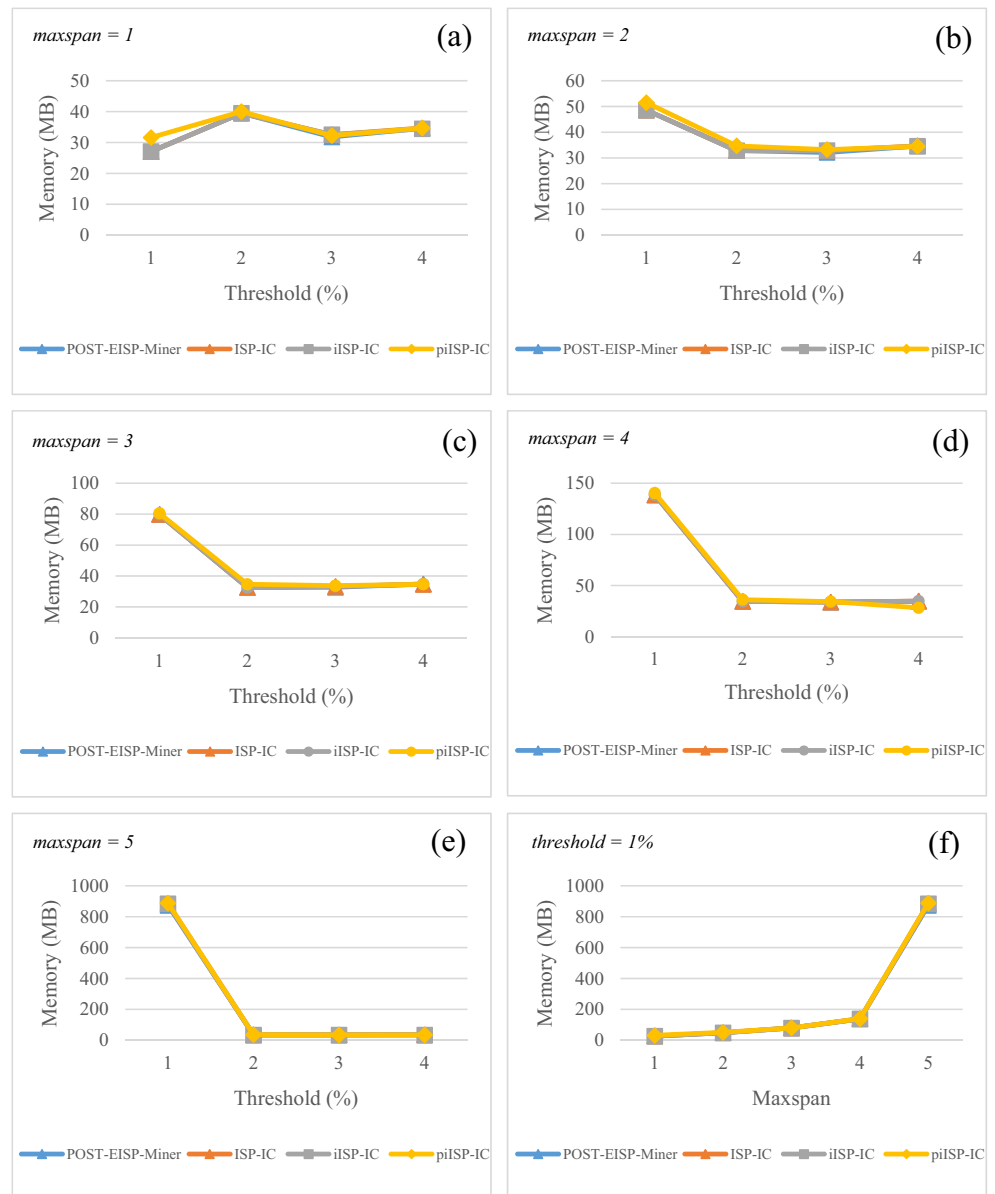 maxspan = 1
(a)
50
40
30
20
10
0
Memory (MB)
1 2 3 4
Threshold (%)
POST-EISP-Miner ISP-IC iISP-IC piISP-IC
maxspan = 2
(b)
60
50
40
30
20
10
0
Memory (MB)
1 2 3 4
Threshold (%)
POST-EISP-Miner ISP-IC iISP-IC piISP-IC
maxspan = 3
(c)
100
80
60
40
20
0
Memory (MB)
1 2 3 4
Threshold (%)
POST-EISP-Miner ISP-IC iISP-IC piISP-IC
maxspan = 4
(d)
150
100
50
0
Memory (MB)
1 2 3 4
Threshold (%)
POST-EISP-Miner ISP-IC iISP-IC piISP-IC
maxspan = 5
(e)
1000
800
600
400
200
0
Memory (MB)
1 2 3 4
Threshold (%)
POST-EISP-Miner ISP-IC iISP-IC piISP-IC
threshold = 1%
(f)
1000
800
600
400
200
0
Memory (MB)
1 2 3 4 5
Maxspan
POST-EISP-Miner ISP-IC iISP-IC piISP-IC